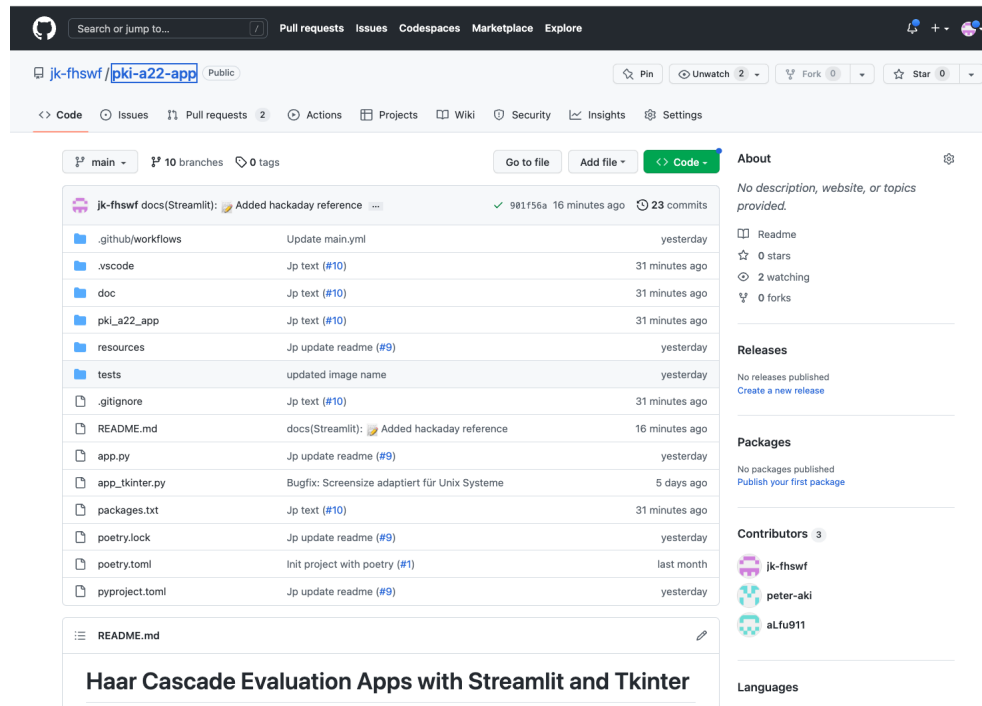 Search or jump to... / Pull requests Issues Codespaces Marketplace Explore
jk-fhswf / pki-a22-app Public Pin Unwatch 2 Fork 0 Star 0
Code Issues Pull requests 2 Actions Projects Wiki Security Insights Settings
main 10 branches 0 tags Go to file Add file Code
jk-fhswf docs(Streamlit): 📝 Added hackaday reference ... 901f56a 16 minutes ago 23 commits
.github/workflows Update main.yml yesterday
.vscode Jp text (#10) 31 minutes ago
doc Jp text (#10) 31 minutes ago
pki_a22_app Jp text (#10) 31 minutes ago
resources Jp update readme (#9) yesterday
tests updated image name yesterday
.gitignore Jp text (#10) 31 minutes ago
README.md docs(Streamlit): 📝 Added hackaday reference 16 minutes ago
app.py Jp update readme (#9) yesterday
app_tkinter.py Bugfix: Screensize adaptiert für Unix Systeme 5 days ago
packages.txt Jp text (#10) 31 minutes ago
poetry.lock Jp update readme (#9) yesterday
poetry.toml Init project with poetry (#1) last month
pyproject.toml Jp update readme (#9) yesterday
README.md
Haar Cascade Evaluation Apps with Streamlit and Tkinter
About
No description, website, or topics
provided.
Readme
0 stars
2 watching
0 forks
Releases
No releases published
Create a new release
Packages
No packages published
Publish your first package
Contributors 3
jk-fhswf
peter-aki
aLfu911
Languages